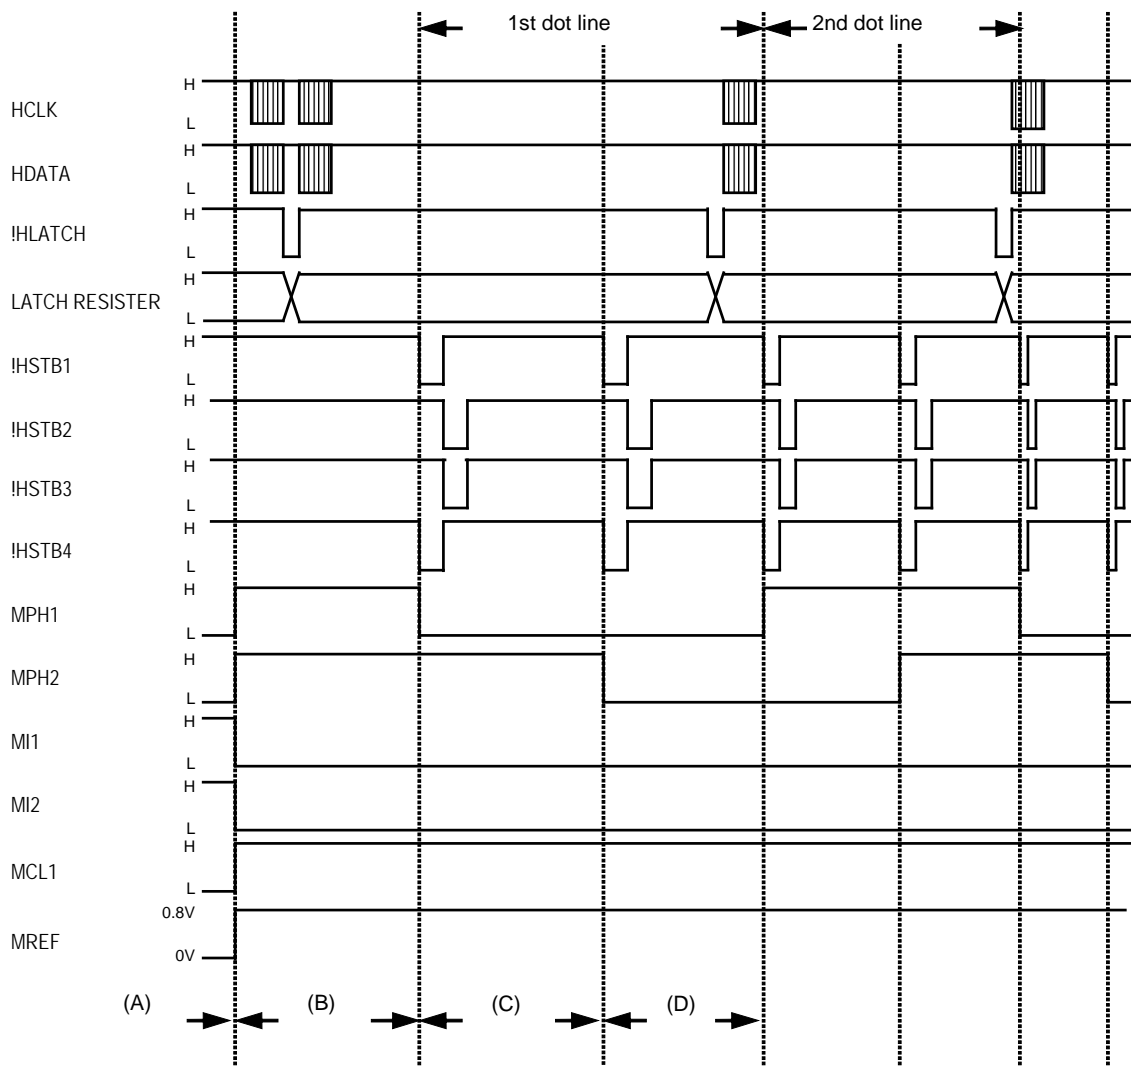 1st dot line
2nd dot line
HCLK
H
L
HDATA
H
L
!HLATCH
H
L
LATCH RESISTER
H
L
!HSTB1
H
L
!HSTB2
H
L
!HSTB3
H
L
!HSTB4
H
L
MPH1
H
L
MPH2
H
L
MI1
H
L
MI2
H
L
MCL1
H
L
MREF
0.8V
0V
(A)
(B)
(C)
(D)